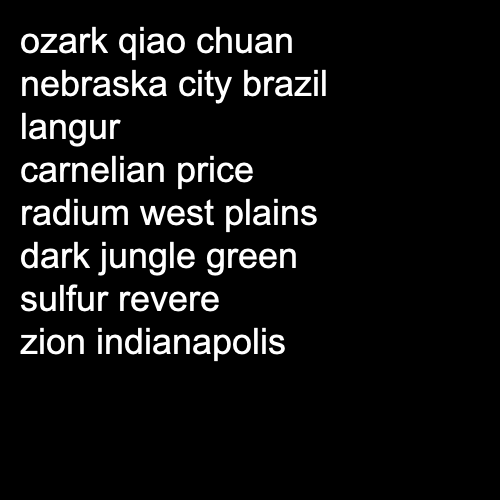 ozark qiao chuan
nebraska city brazil
langur
carnelian price
radium west plains
dark jungle green
sulfur revere
zion indianapolis